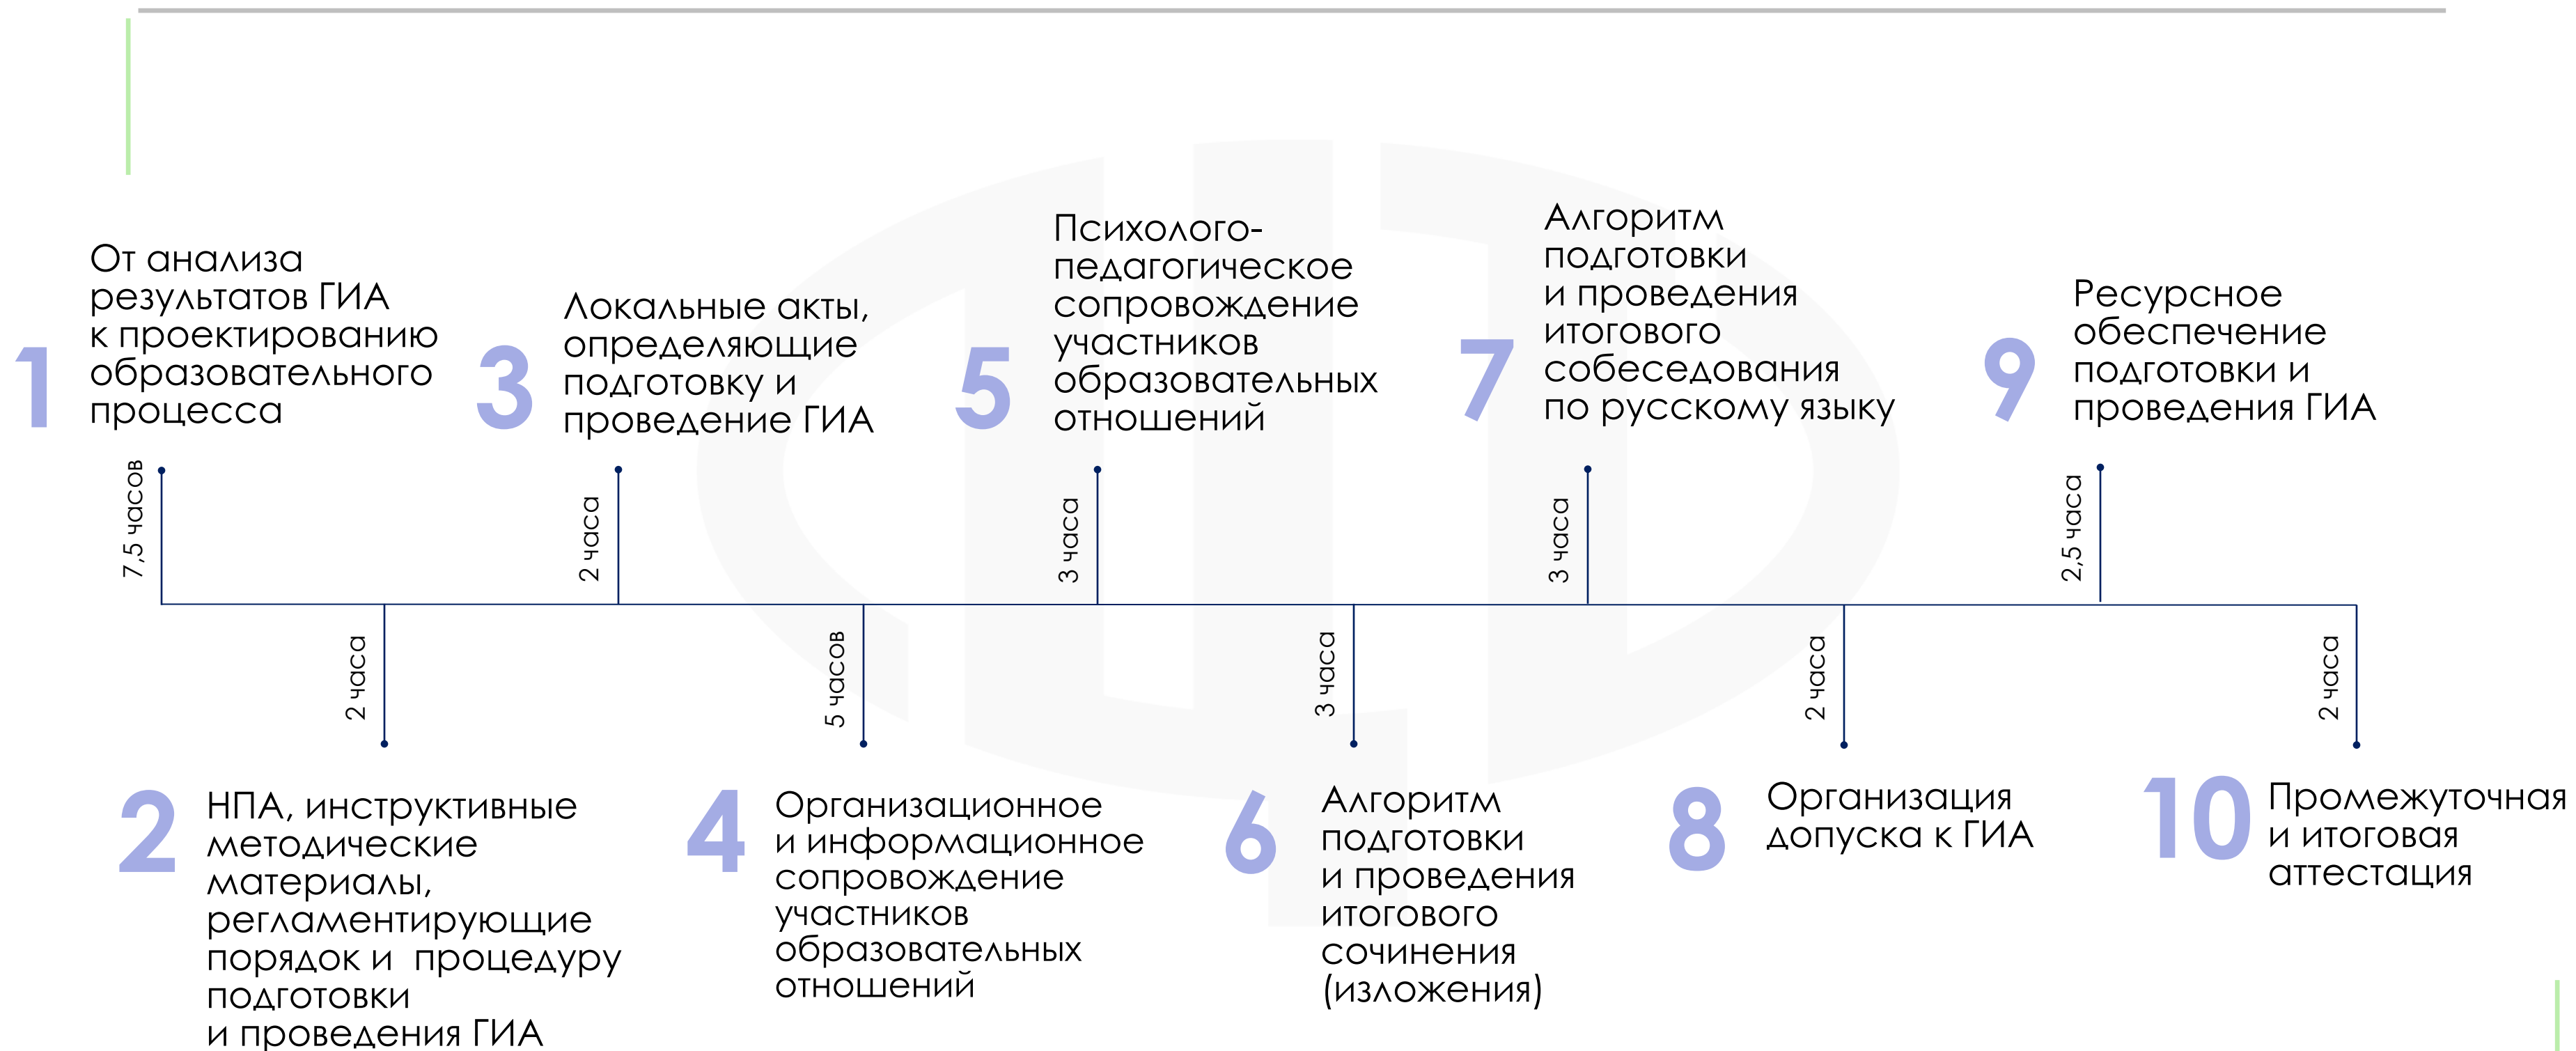 1
От анализа
результатов ГИА
к проектированию
образовательного
процесса
7,5 часов
2
НПА, инструктивные
методические
материалы,
регламентирующие
порядок и процедуру
подготовки
и проведения ГИА
2 часа
3
Локальные акты,
определяющие
подготовку и
проведение ГИА
2 часа
4
Организационное
и информационное
сопровождение
участников
образовательных
отношений
5 часов
5
Психолого-
педагогическое
сопровождение
участников
образовательных
отношений
3 часа
6
Алгоритм
подготовки
и проведения
итогового
сочинения
(изложения)
3 часа
7
Алгоритм
подготовки
и проведения
итогового
собеседования
по русскому языку
3 часа
8
Организация
допуска к ГИА
2 часа
9
Ресурсное
обеспечение
подготовки и
проведения ГИА
2,5 часа
10
Промежуточная
и итоговая
аттестация
2 часа